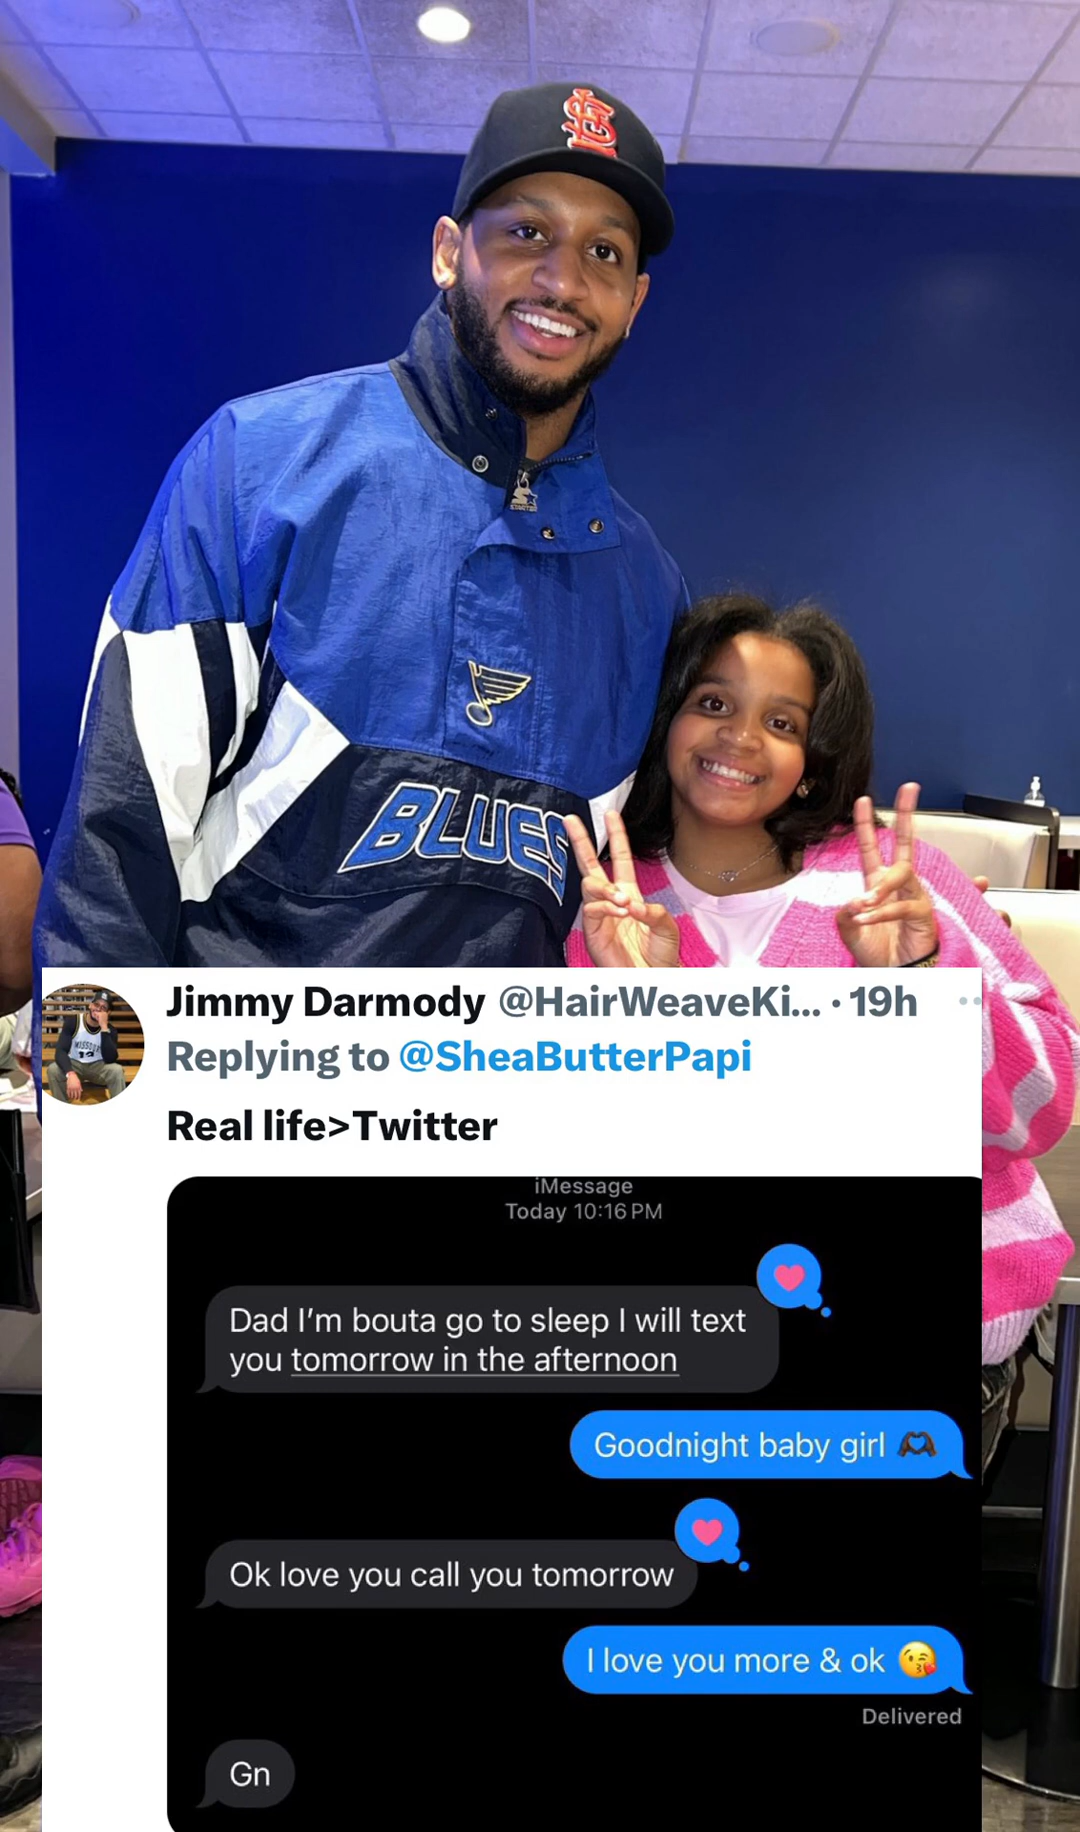 STL
STARTER
BLUES
Jimmy Darmody @HairWeaveKi... · 19h
Replying to @SheaButterPapi
Real life>Twitter
iMessage
Today 10:16 PM
Dad I'm bouta go to sleep I will text
you tomorrow in the afternoon
Goodnight baby girl 🫶🏾
Ok love you call you tomorrow
I love you more & ok 😘
Delivered
Gn